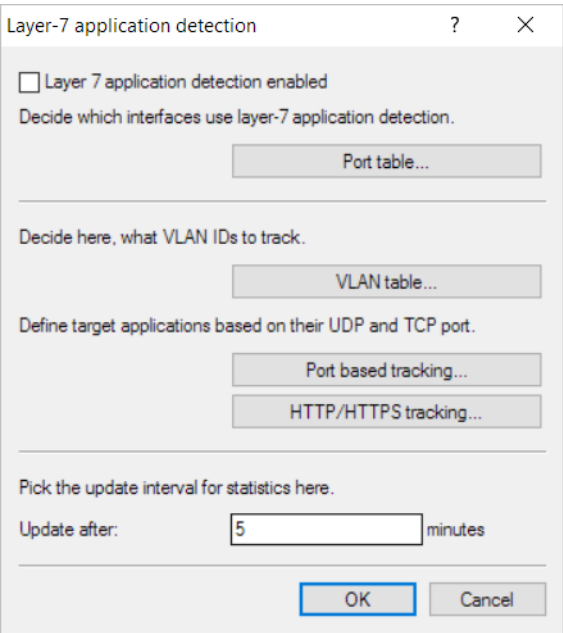 Layer-7 application detection ?
Layer 7 application detection enabled
Decide which interfaces use layer-7 application detection.
Port table...
Decide here, what VLAN IDs to track.
VLAN table...
Define target applications based on their UDP and TCP port.
Port based tracking...
HTTP/HTTPS tracking...
Pick the update interval for statistics here.
Update after: 5 minutes
OK Cancel